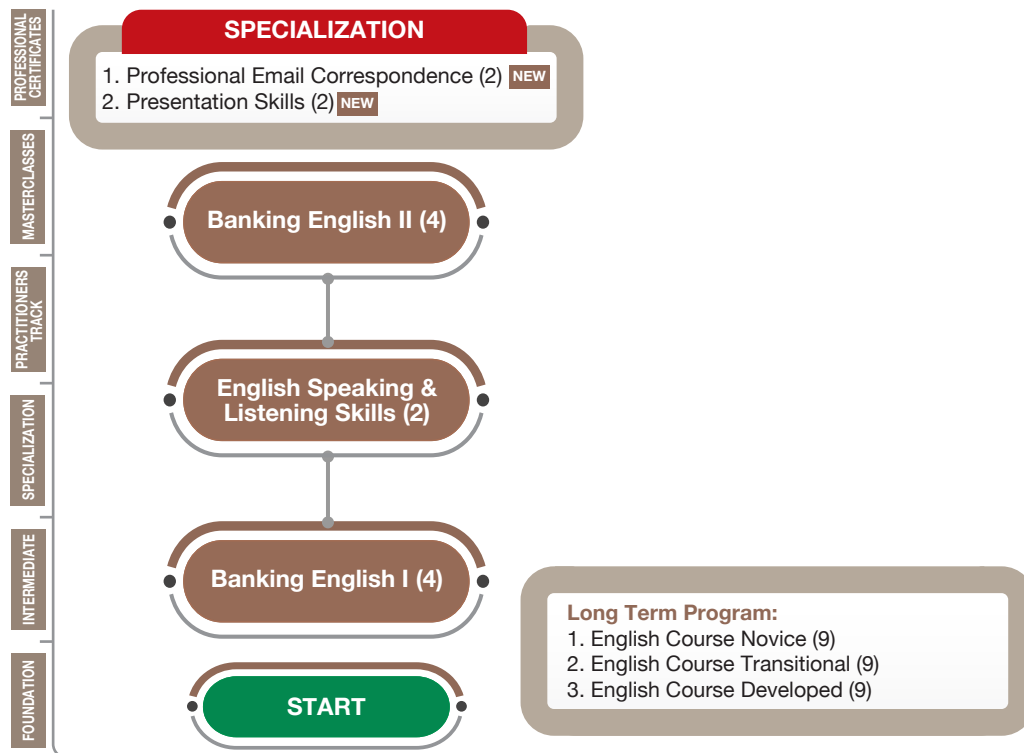 PROFESSIONAL
CERTIFICATES
MASTERCLASSES
PRACTITIONERS
TRACK
SPECIALIZATION
INTERMEDIATE
FOUNDATION
SPECIALIZATION
1. Professional Email Correspondence (2) NEW
2. Presentation Skills (2) NEW
Banking English II (4)
English Speaking &
Listening Skills (2)
Banking English I (4)
START
Long Term Program:
1. English Course Novice (9)
2. English Course Transitional (9)
3. English Course Developed (9)